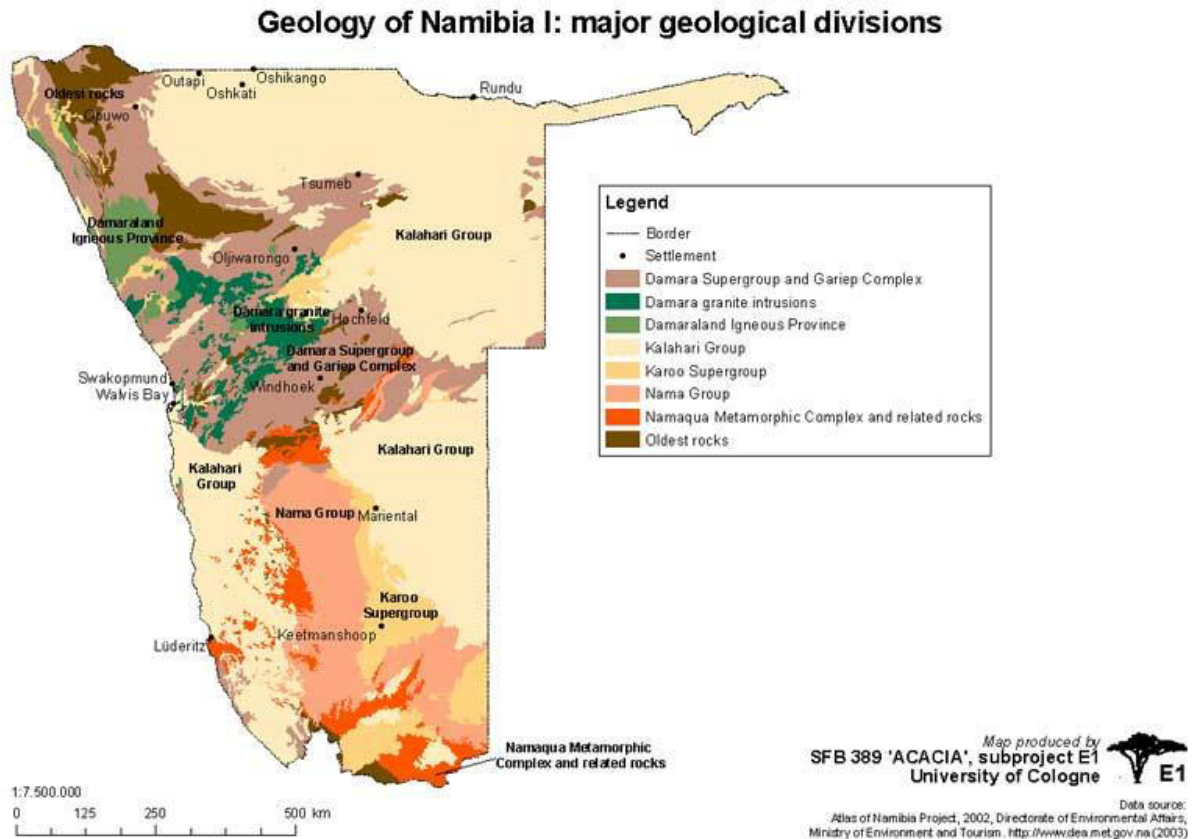 Geology of Namibia I: major geological divisions
Outapi
Oshikango
Oshkati
Rundu
Oldest rocks
Opuwo
Tsumeb
Damaraland
Igneous Province
Kalahari Group
Oljiwarongo
Damara granite
intrusions
Hochfeld
Damara Supergroup
and Gariep Complex
Swakopmund
Walvis Bay
Windhoek
Kalahari
Group
Kalahari Group
Nama Group
Mariental
Karoo
Supergroup
Keetmanshoop
Lüderitz
Namaqua Metamorphic
Complex and related rocks
Legend
Border
Settlement
Damara Supergroup and Gariep Complex
Damara granite intrusions
Damaraland Igneous Province
Kalahari Group
Karoo Supergroup
Nama Group
Namaqua Metamorphic Complex and related rocks
Oldest rocks
1:7.500.000
0 125 250 500 km
Map produced by
SFB 389 'ACACIA', subproject E1
University of Cologne
E1
Data source:
Atlas of Namibia Project, 2002, Directorate of Environmental Affairs,
Ministry of Environment and Tourism. http://www.dea.met.gov.na (2003)